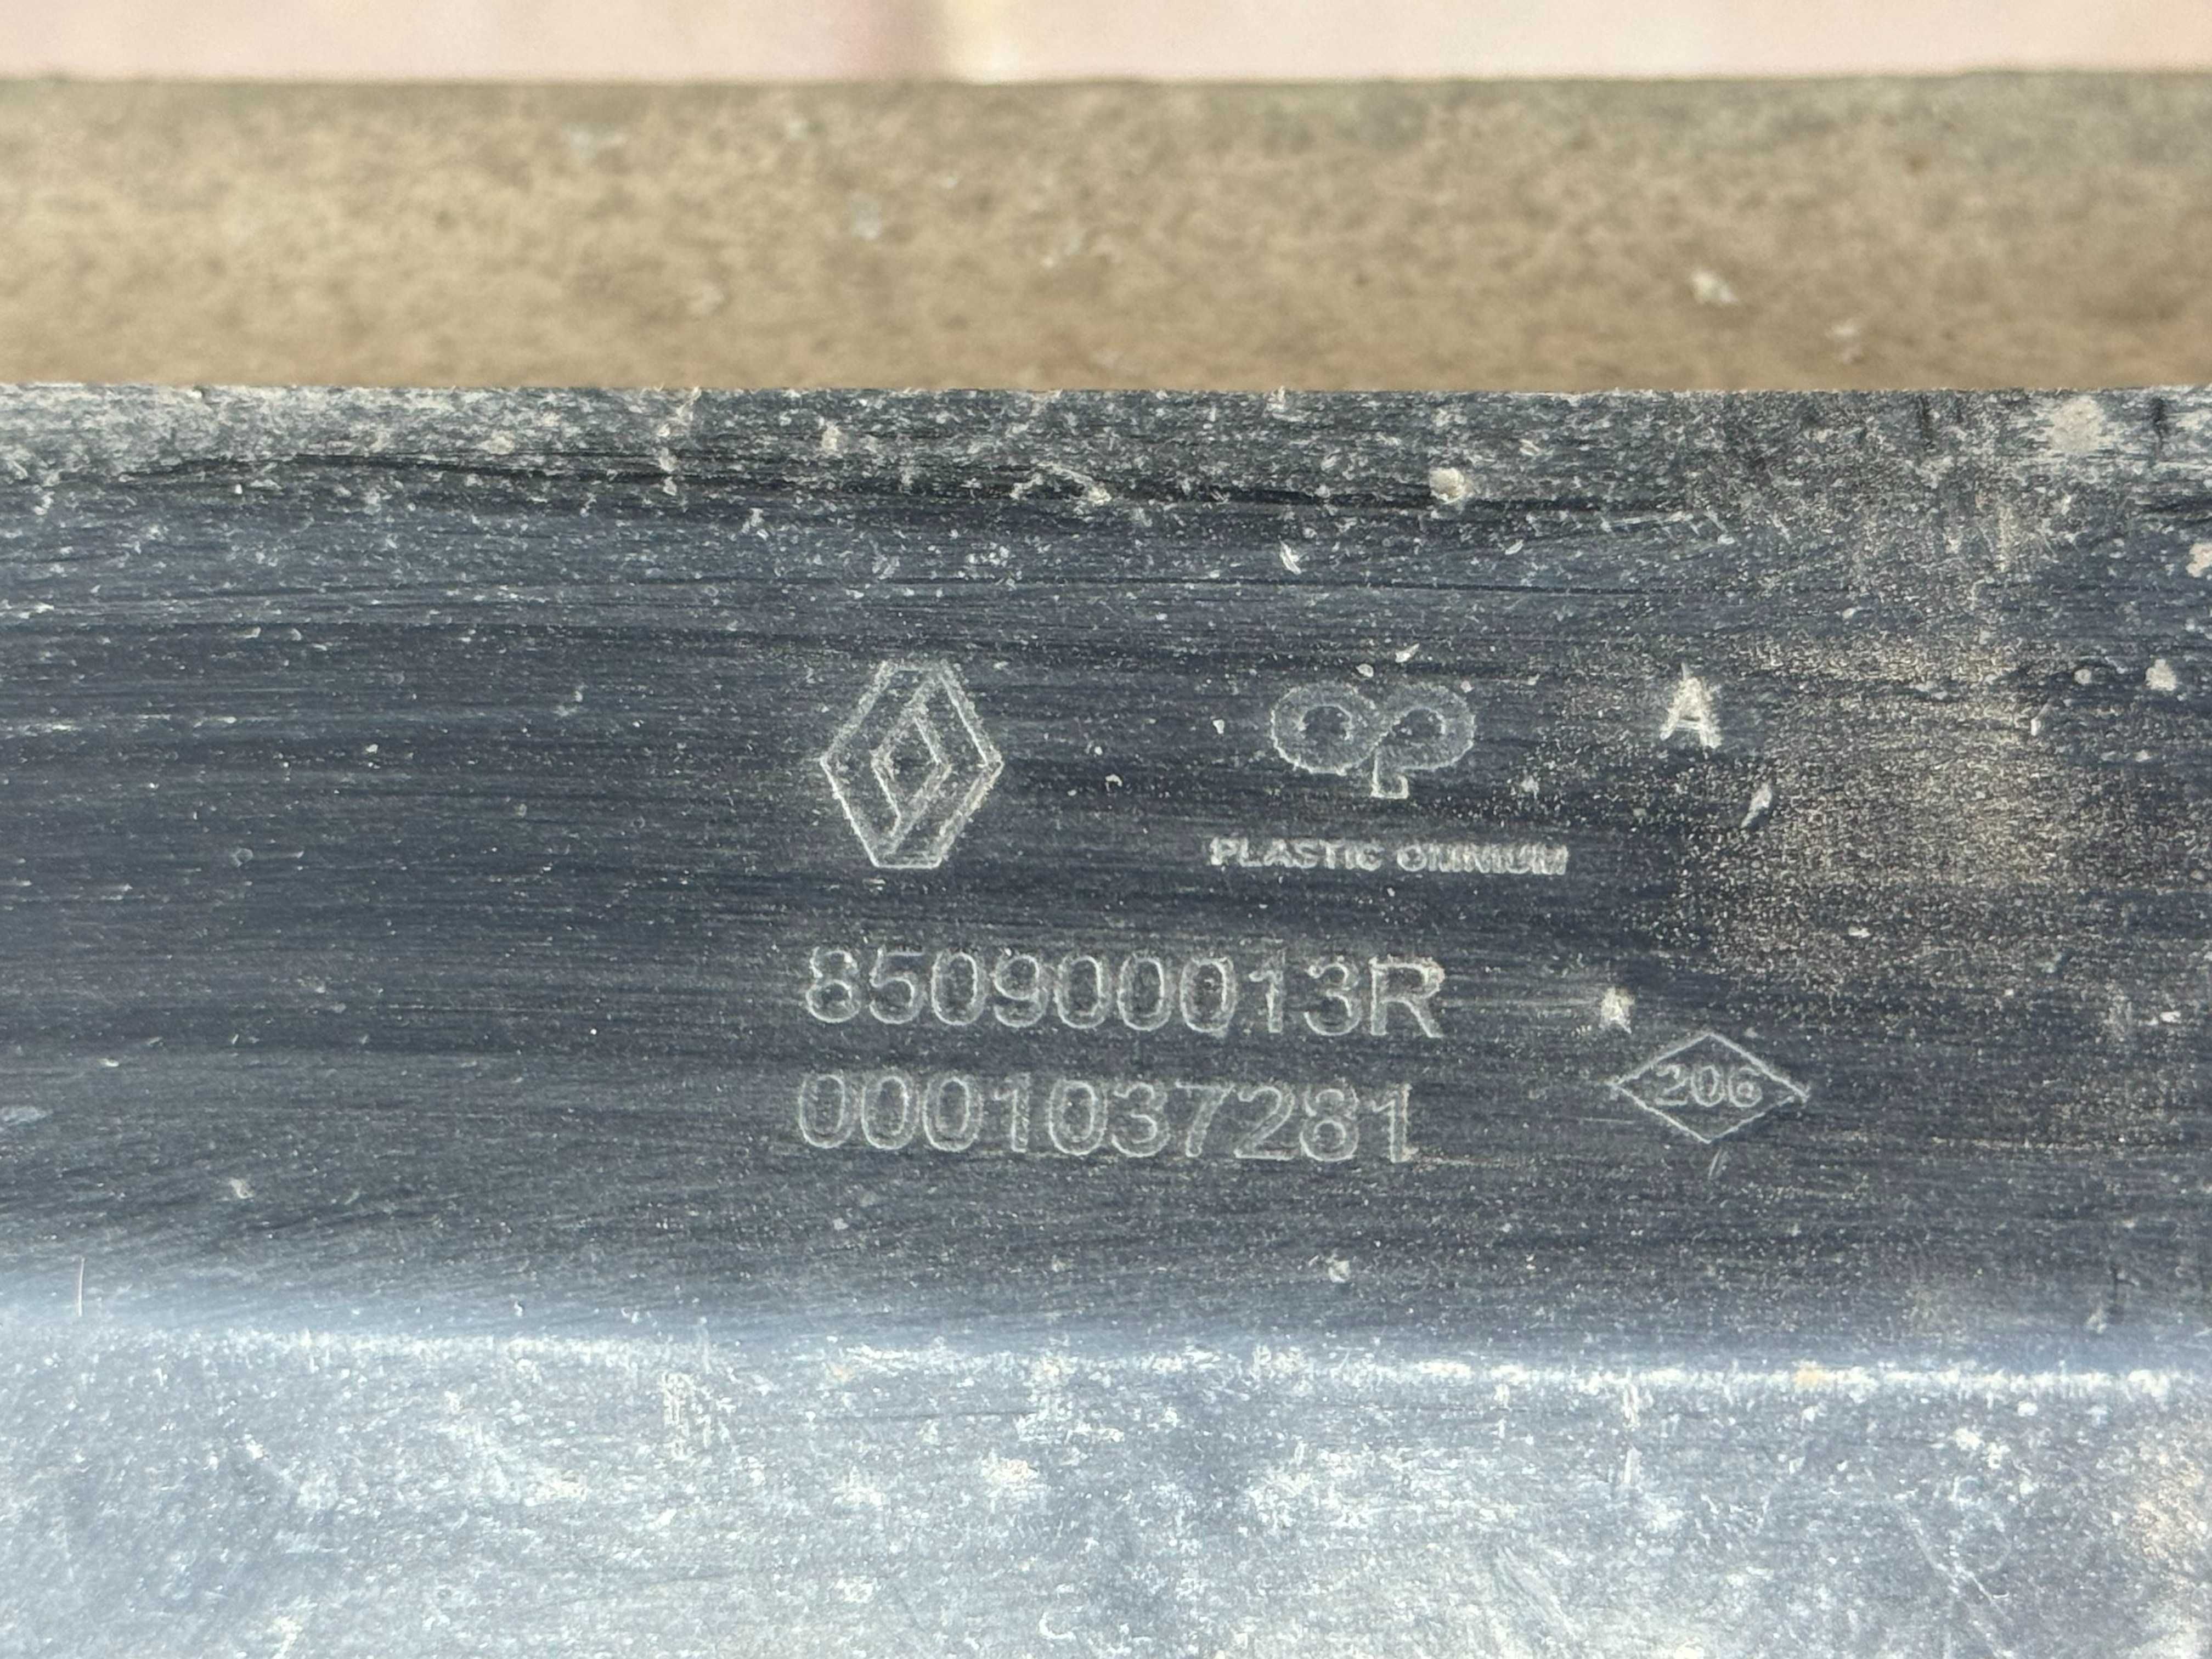 A
PLASTIC OMNIUM
850900013R
0001037281
206